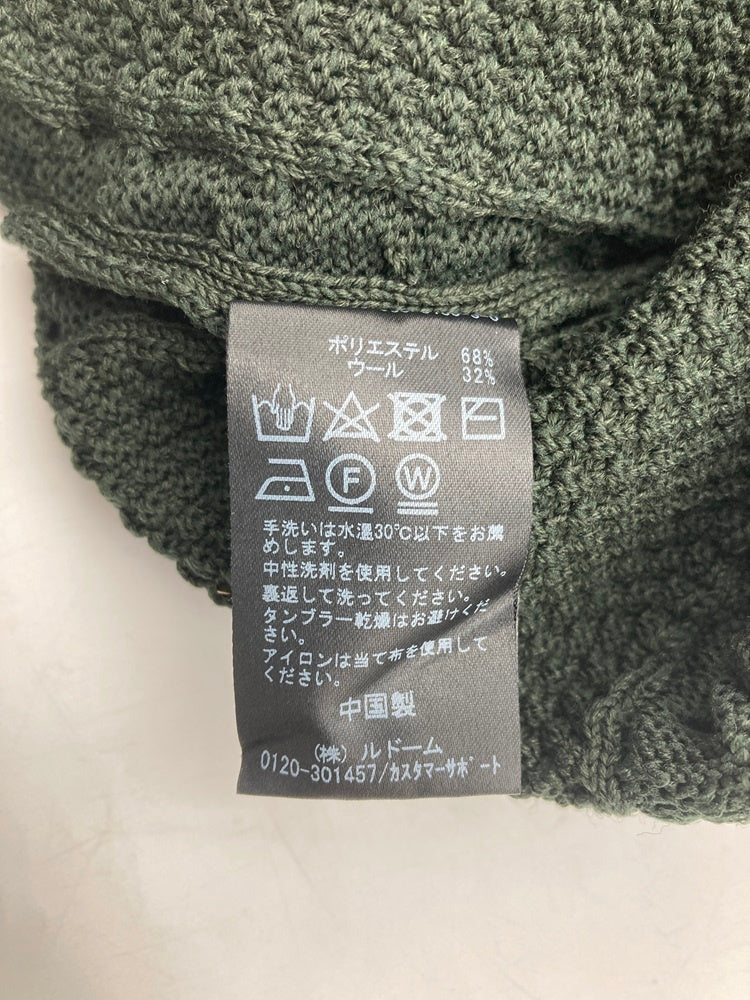 ポリエステル 68%
ウール 32%
F W
手洗いは水温30℃以下をお薦
めします。
中性洗剤を使用してください。
裏返して洗ってください。
タンブラー乾燥はお避けくだ
さい。
アイロンは当て布を使用して
ください。
中国製
(株)ルドーム
0120-301457/カスタマーサポート